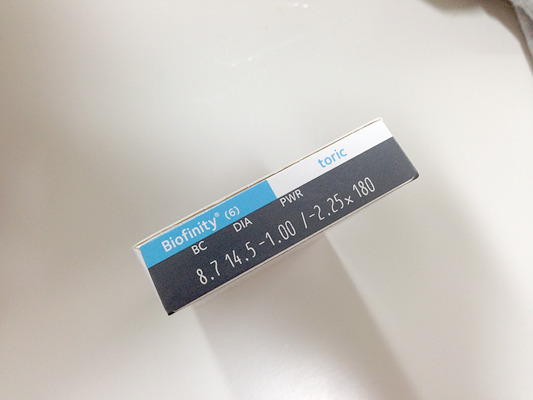 Biofinity® (6) toric
BC DIA PWR
8.7 14.5 -1.00 / -2.25 x 180